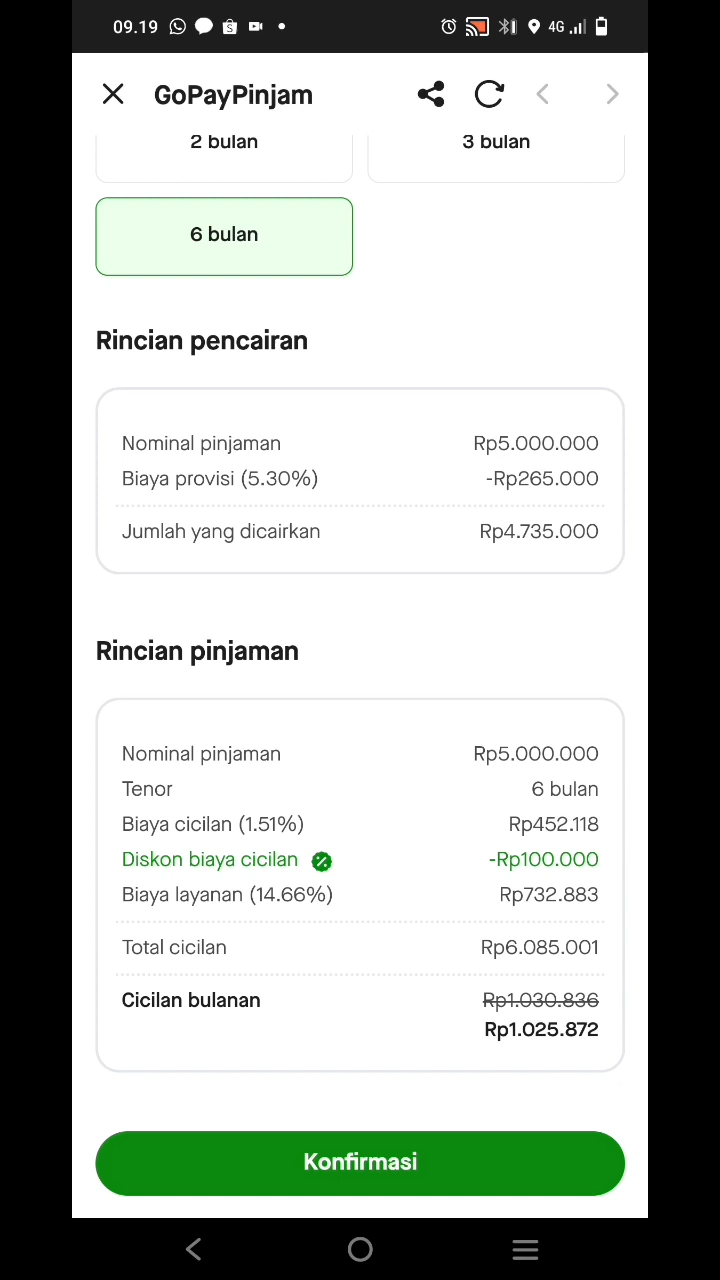 09.19
4G
GoPayPinjam
2 bulan
3 bulan
6 bulan
Rincian pencairan
Nominal pinjaman Rp5.000.000
Biaya provisi (5.30%) -Rp265.000
Jumlah yang dicairkan Rp4.735.000
Rincian pinjaman
Nominal pinjaman Rp5.000.000
Tenor 6 bulan
Biaya cicilan (1.51%) Rp452.118
Diskon biaya cicilan -Rp100.000
Biaya layanan (14.66%) Rp732.883
Total cicilan Rp6.085.001
Cicilan bulanan Rp1.030.836
Rp1.025.872
Konfirmasi